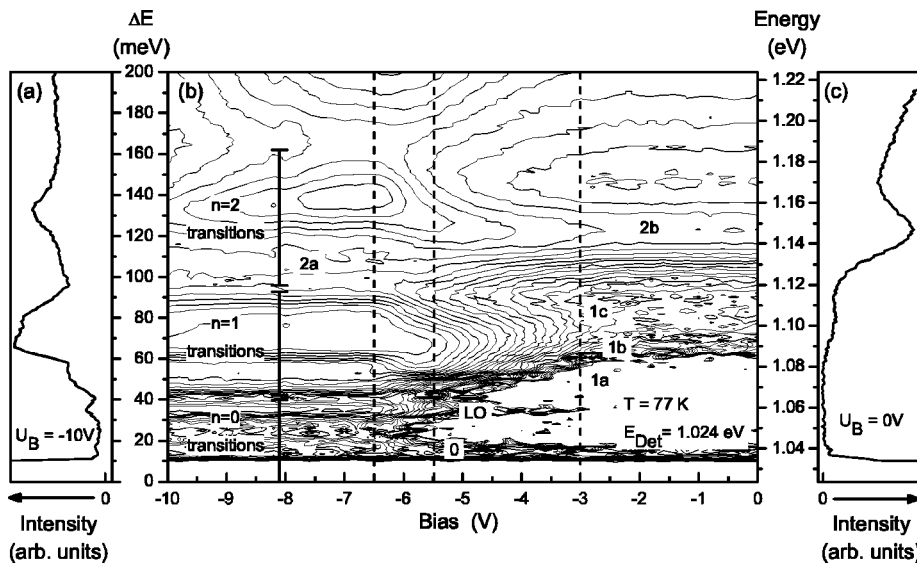 ΔE
(meV)
Energy
(eV)
(a)
(b)
(c)
200
180
160
140
120
100
80
60
40
20
0
1.22
1.20
1.18
1.16
1.14
1.12
1.10
1.08
1.06
1.04
n=2
transitions
2a
2b
n=1
transitions
1c
1b
1a
n=0
transitions
LO
0
T = 77 K
E_Det = 1.024 eV
U_B = -10V
U_B = 0V
0
-10 -9 -8 -7 -6 -5 -4 -3 -2 -1 0
0
Intensity
(arb. units)
Bias (V)
Intensity
(arb. units)